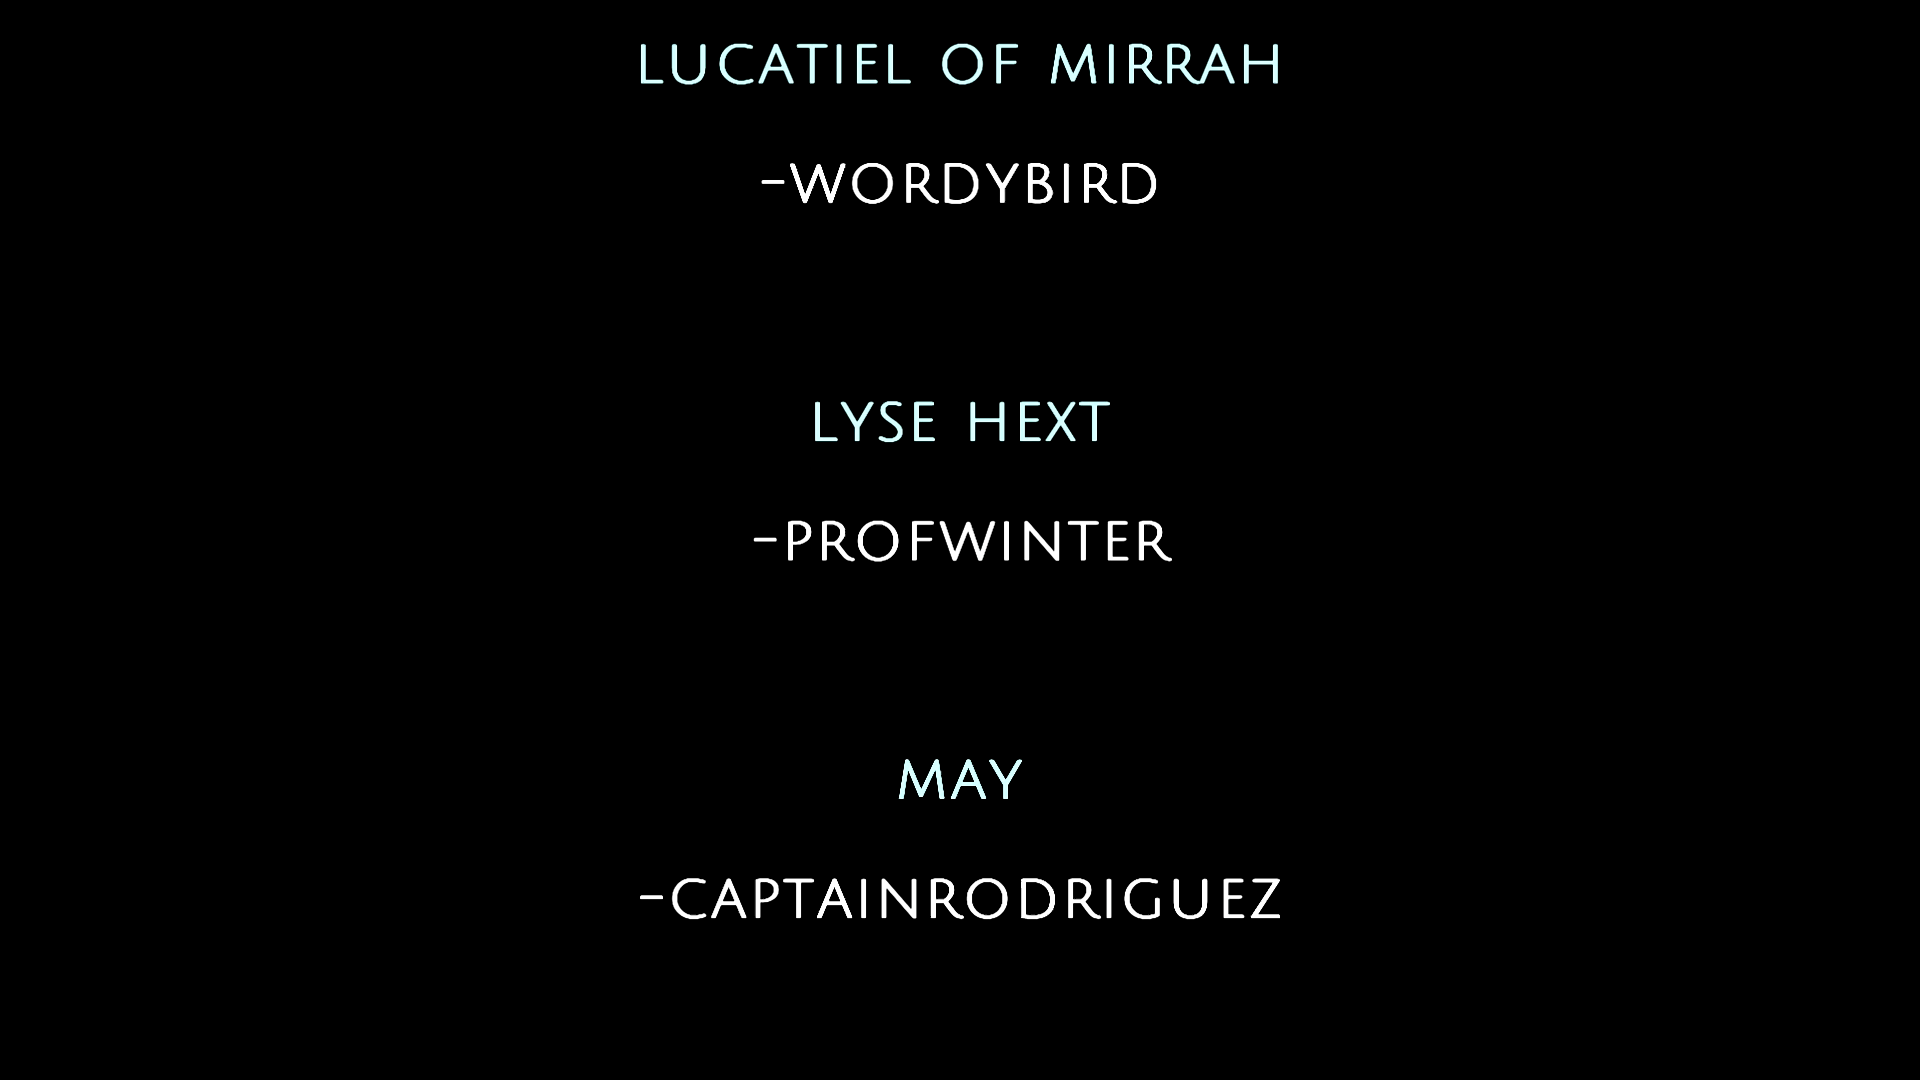 LUCATIEL OF MIRRAH
-WORDYBIRD
LYSE HEXT
-PROFWINTER
MAY
-CAPTAINRODRIGUEZ